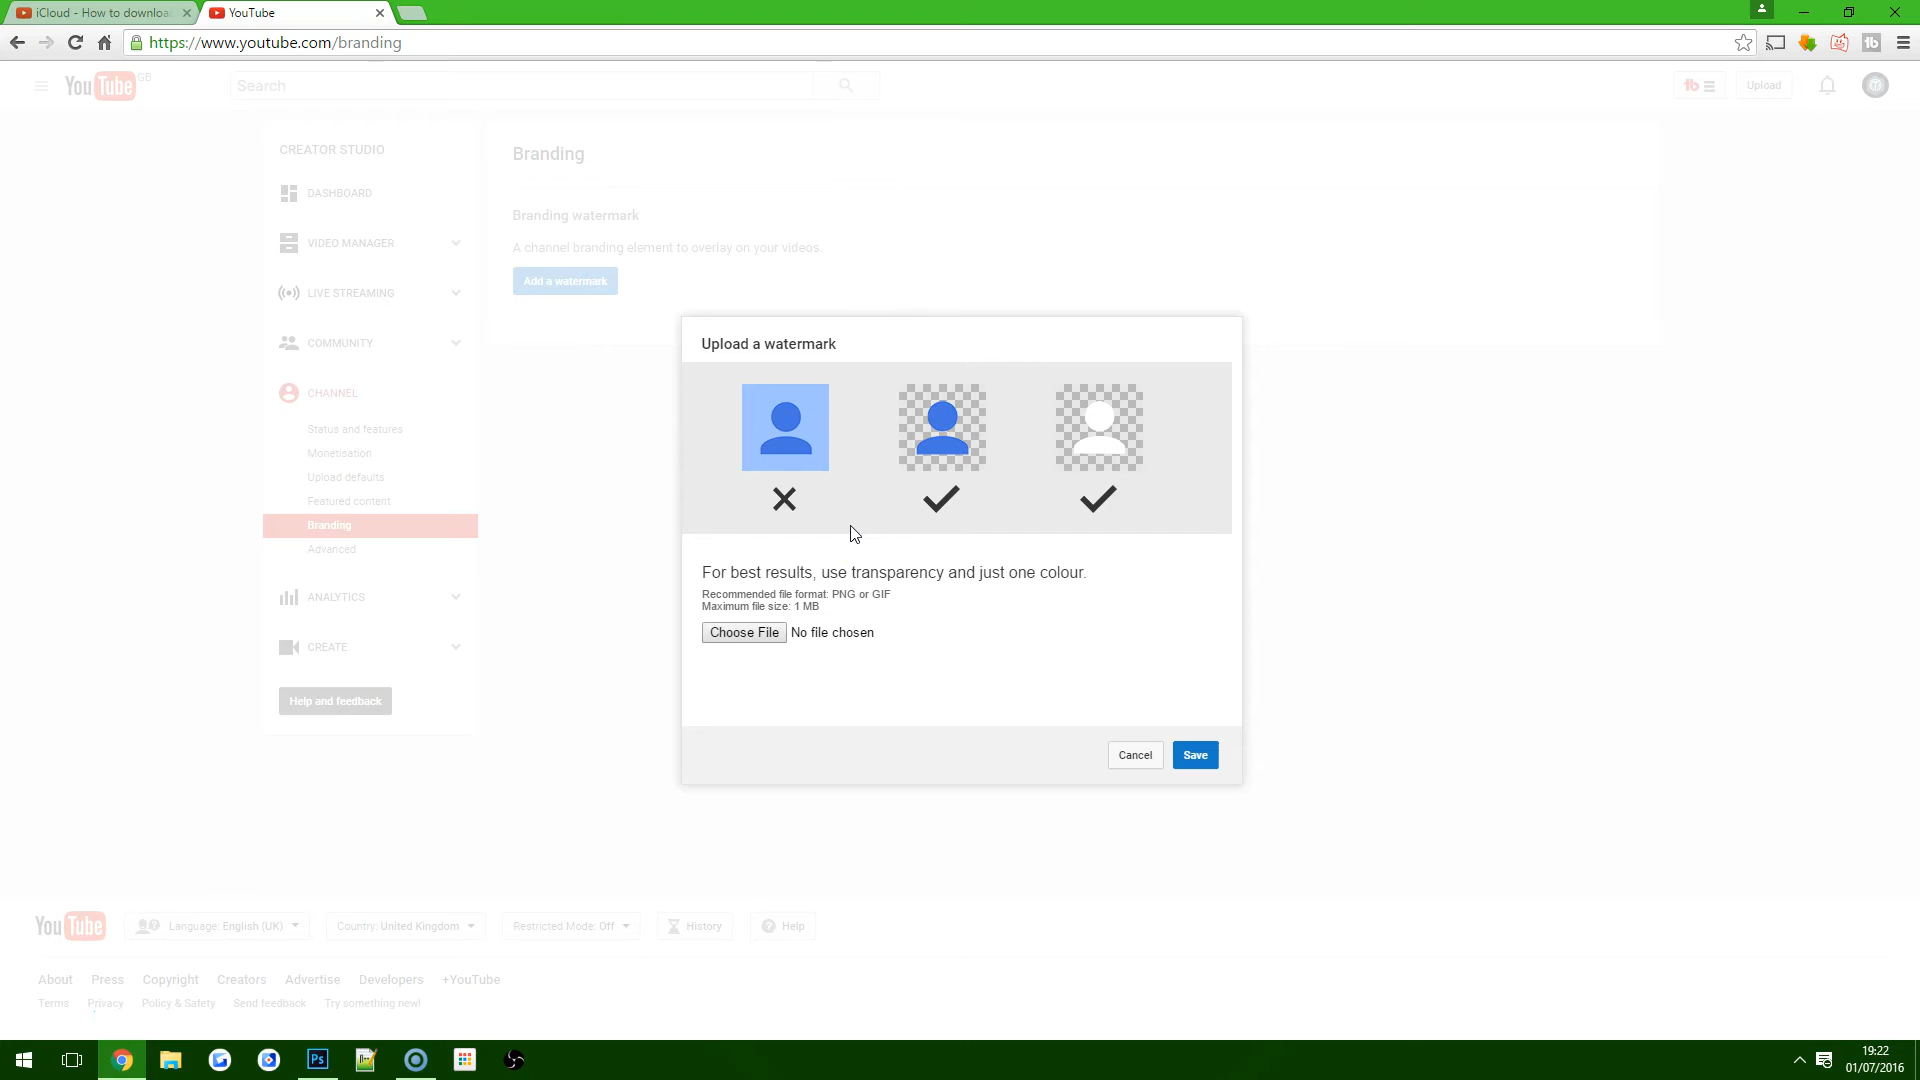 iCloud - How to downloa
YouTube
https://www.youtube.com/branding
YouTube GB
Search
Upload
CREATOR STUDIO
DASHBOARD
VIDEO MANAGER
LIVE STREAMING
COMMUNITY
CHANNEL
Status and features
Monetisation
Upload defaults
Featured content
Branding
Advanced
ANALYTICS
CREATE
Help and feedback
Branding
Branding watermark
A channel branding element to overlay on your videos.
Add a watermark
Upload a watermark
For best results, use transparency and just one colour.
Recommended file format: PNG or GIF
Maximum file size: 1 MB
Choose File No file chosen
Cancel
Save
YouTube
Language: English (UK)
Country: United Kingdom
Restricted Mode: Off
History
Help
About Press Copyright Creators Advertise Developers +YouTube
Terms Privacy Policy & Safety Send feedback Try something new!
Ps
19:22
01/07/2016